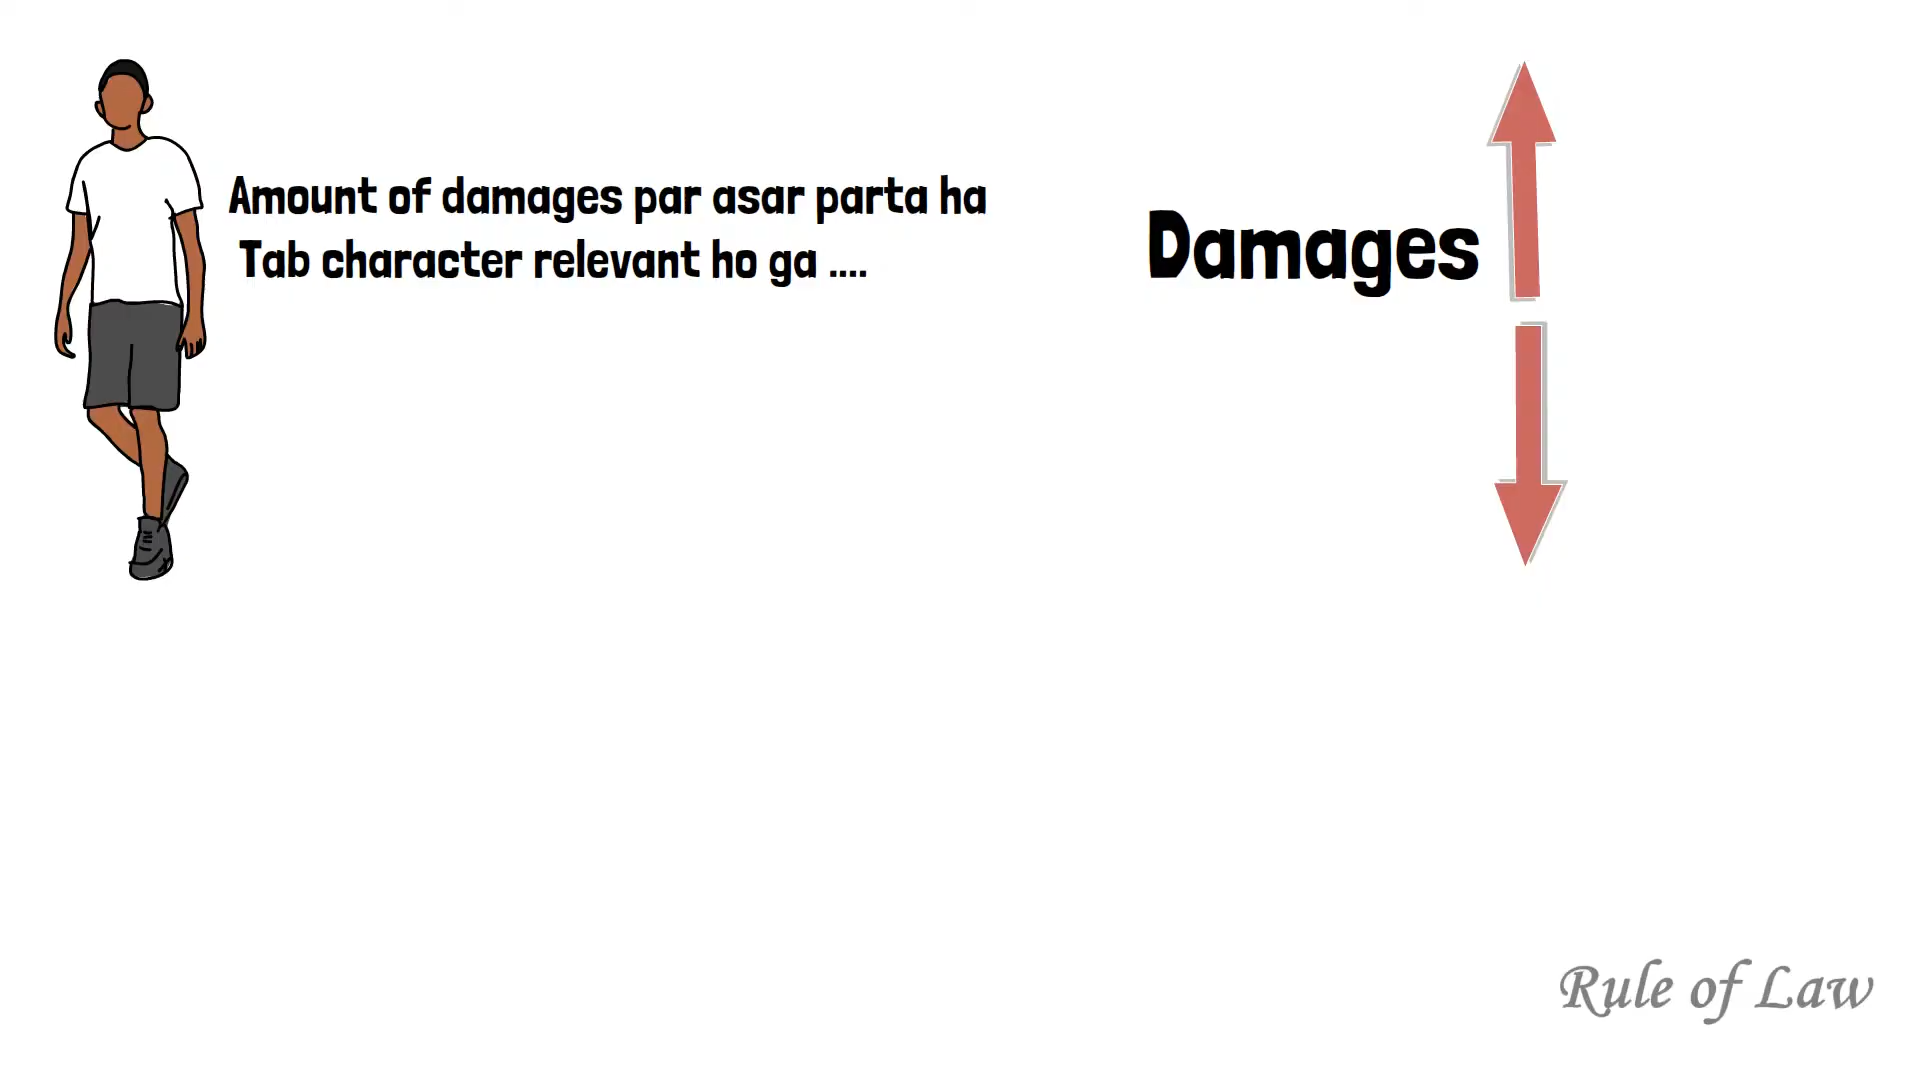 Amount of damages par asar parta ha
Tab character relevant ho ga ....
Damages
Rule of Law